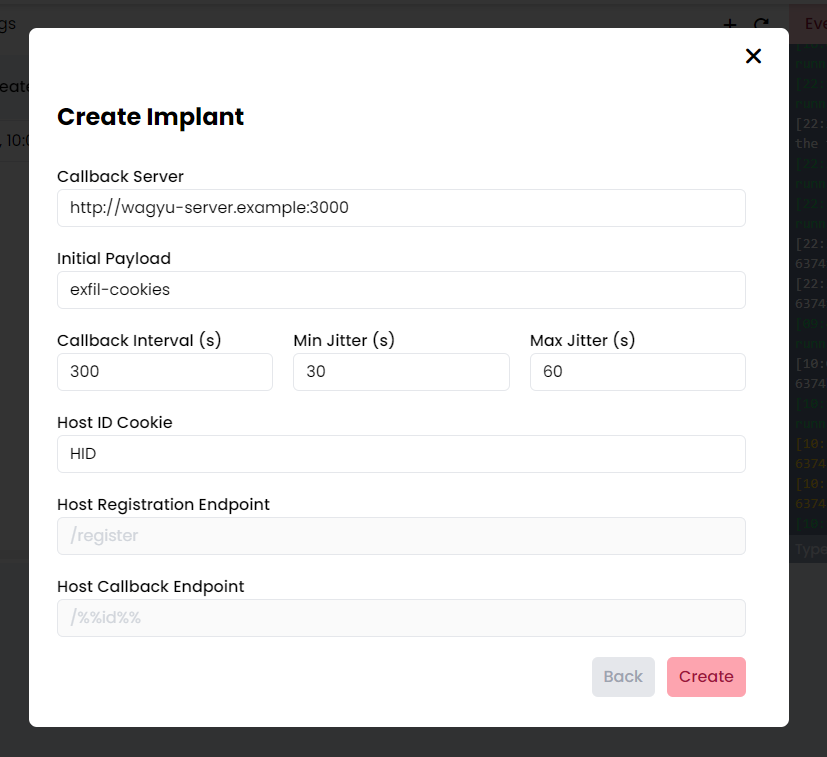 Create Implant
Callback Server
http://wagyu-server.example:3000
Initial Payload
exfil-cookies
Callback Interval (s) Min Jitter (s) Max Jitter (s)
300 30 60
Host ID Cookie
HID
Host Registration Endpoint
/register
Host Callback Endpoint
/%%id%%
Back Create
gs
eate
, 10:
Eve
[22:
the
[22:
6374
[22:
6374
[10:
6374
[10:
6374
[10:
6374
Type